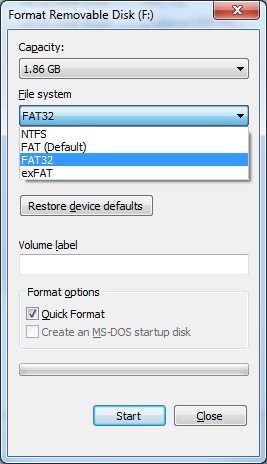 Format Removable Disk (F:)
Capacity:
1.86 GB
File system
FAT32
NTFS
FAT (Default)
FAT32
exFAT
Restore device defaults
Volume label
Format options
Quick Format
Create an MS-DOS startup disk
Start
Close